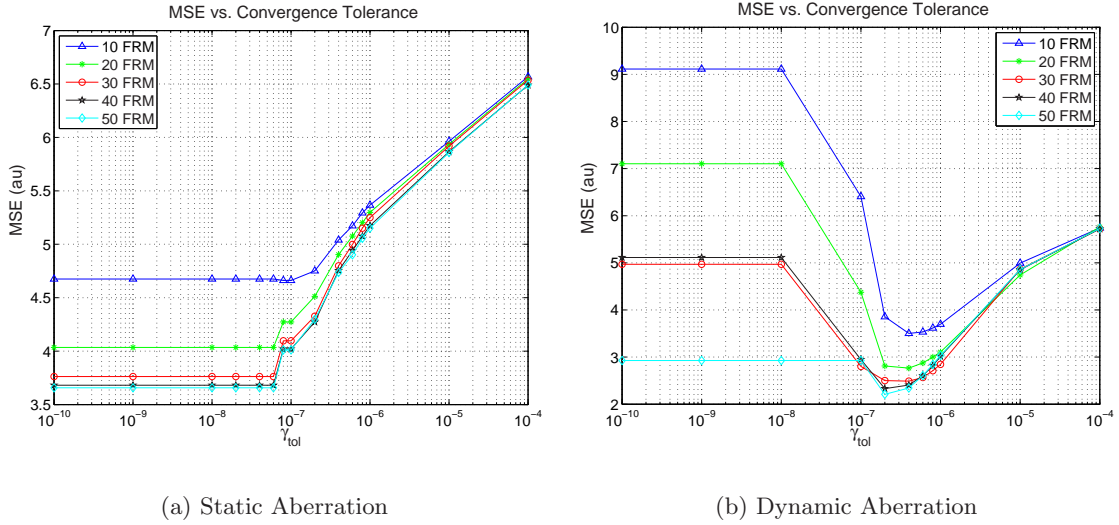 MSE vs. Convergence Tolerance
7
6.5
6
5.5
5
4.5
4
3.5
MSE (au)
10 FRM
20 FRM
30 FRM
40 FRM
50 FRM
10^-10 10^-9 10^-8 10^-7 10^-6 10^-5 10^-4
γtol
(a) Static Aberration
MSE vs. Convergence Tolerance
10
9
8
7
6
5
4
3
2
MSE (au)
10 FRM
20 FRM
30 FRM
40 FRM
50 FRM
10^-10 10^-9 10^-8 10^-7 10^-6 10^-5 10^-4
γtol
(b) Dynamic Aberration